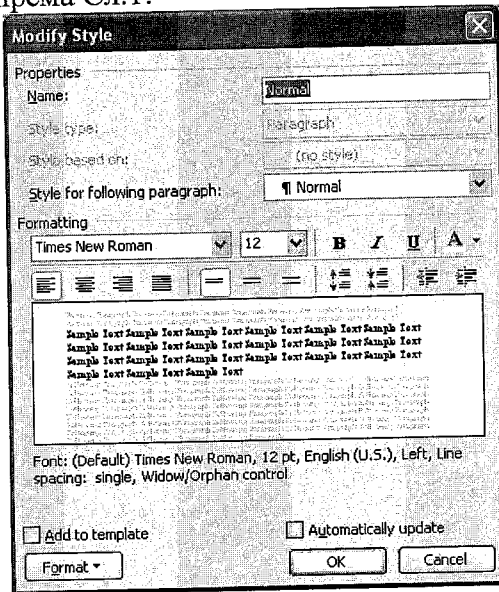 према Сл.1.
Modify Style
Properties
Name:
Normal
Style type:
Paragraph
Style based on:
(no style)
Style for following paragraph:
¶ Normal
Formatting
Times New Roman 12 B I U A
Sample Text Sample Text Sample Text Sample Text Sample Text Sample Text
Sample Text Sample Text Sample Text Sample Text Sample Text Sample Text
Sample Text Sample Text Sample Text Sample Text Sample Text Sample Text
Sample Text Sample Text Sample Text
Font: (Default) Times New Roman, 12 pt, English (U.S.), Left, Line
spacing: single, Widow/Orphan control
Add to template
Automatically update
Format
OK
Cancel